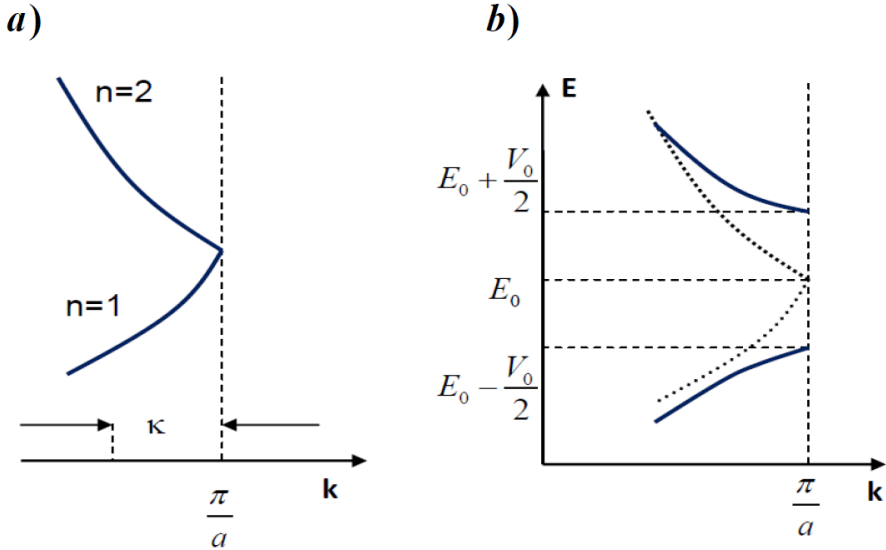 a)
b)
n=2
n=1
κ
k
π/a
E
E₀ + V₀/2
E₀
E₀ − V₀/2
k
π/a